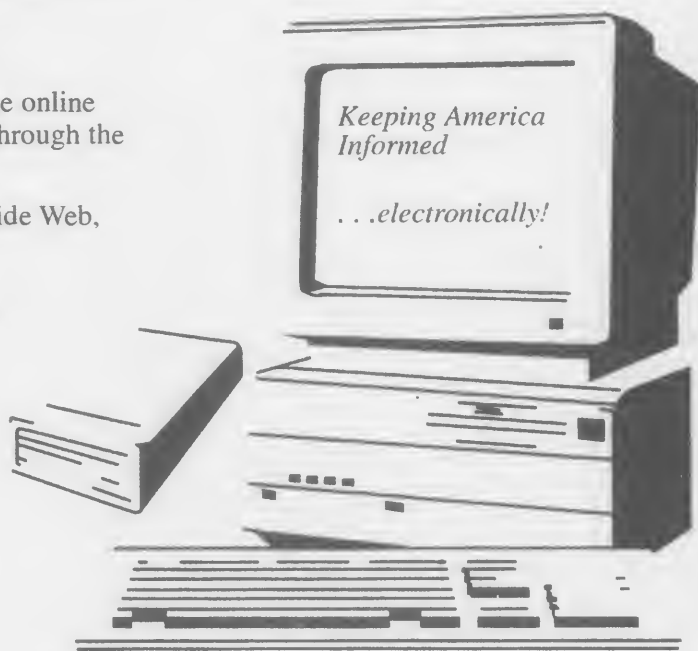 e online
hrough the
ide Web,
Keeping America
Informed
. . .electronically!